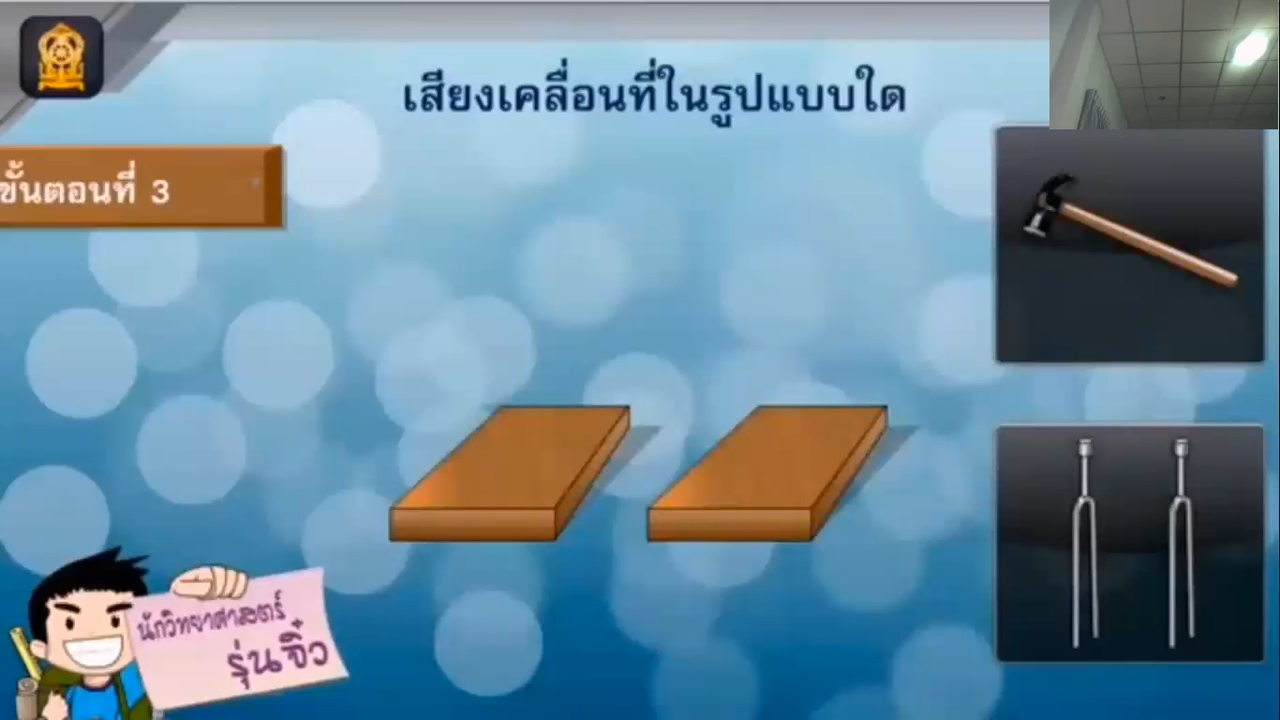 เสียงเคลื่อนที่ในรูปแบบใด
ขั้นตอนที่ 3
นักวิทยาศาสตร์
รุ่นจิ๋ว